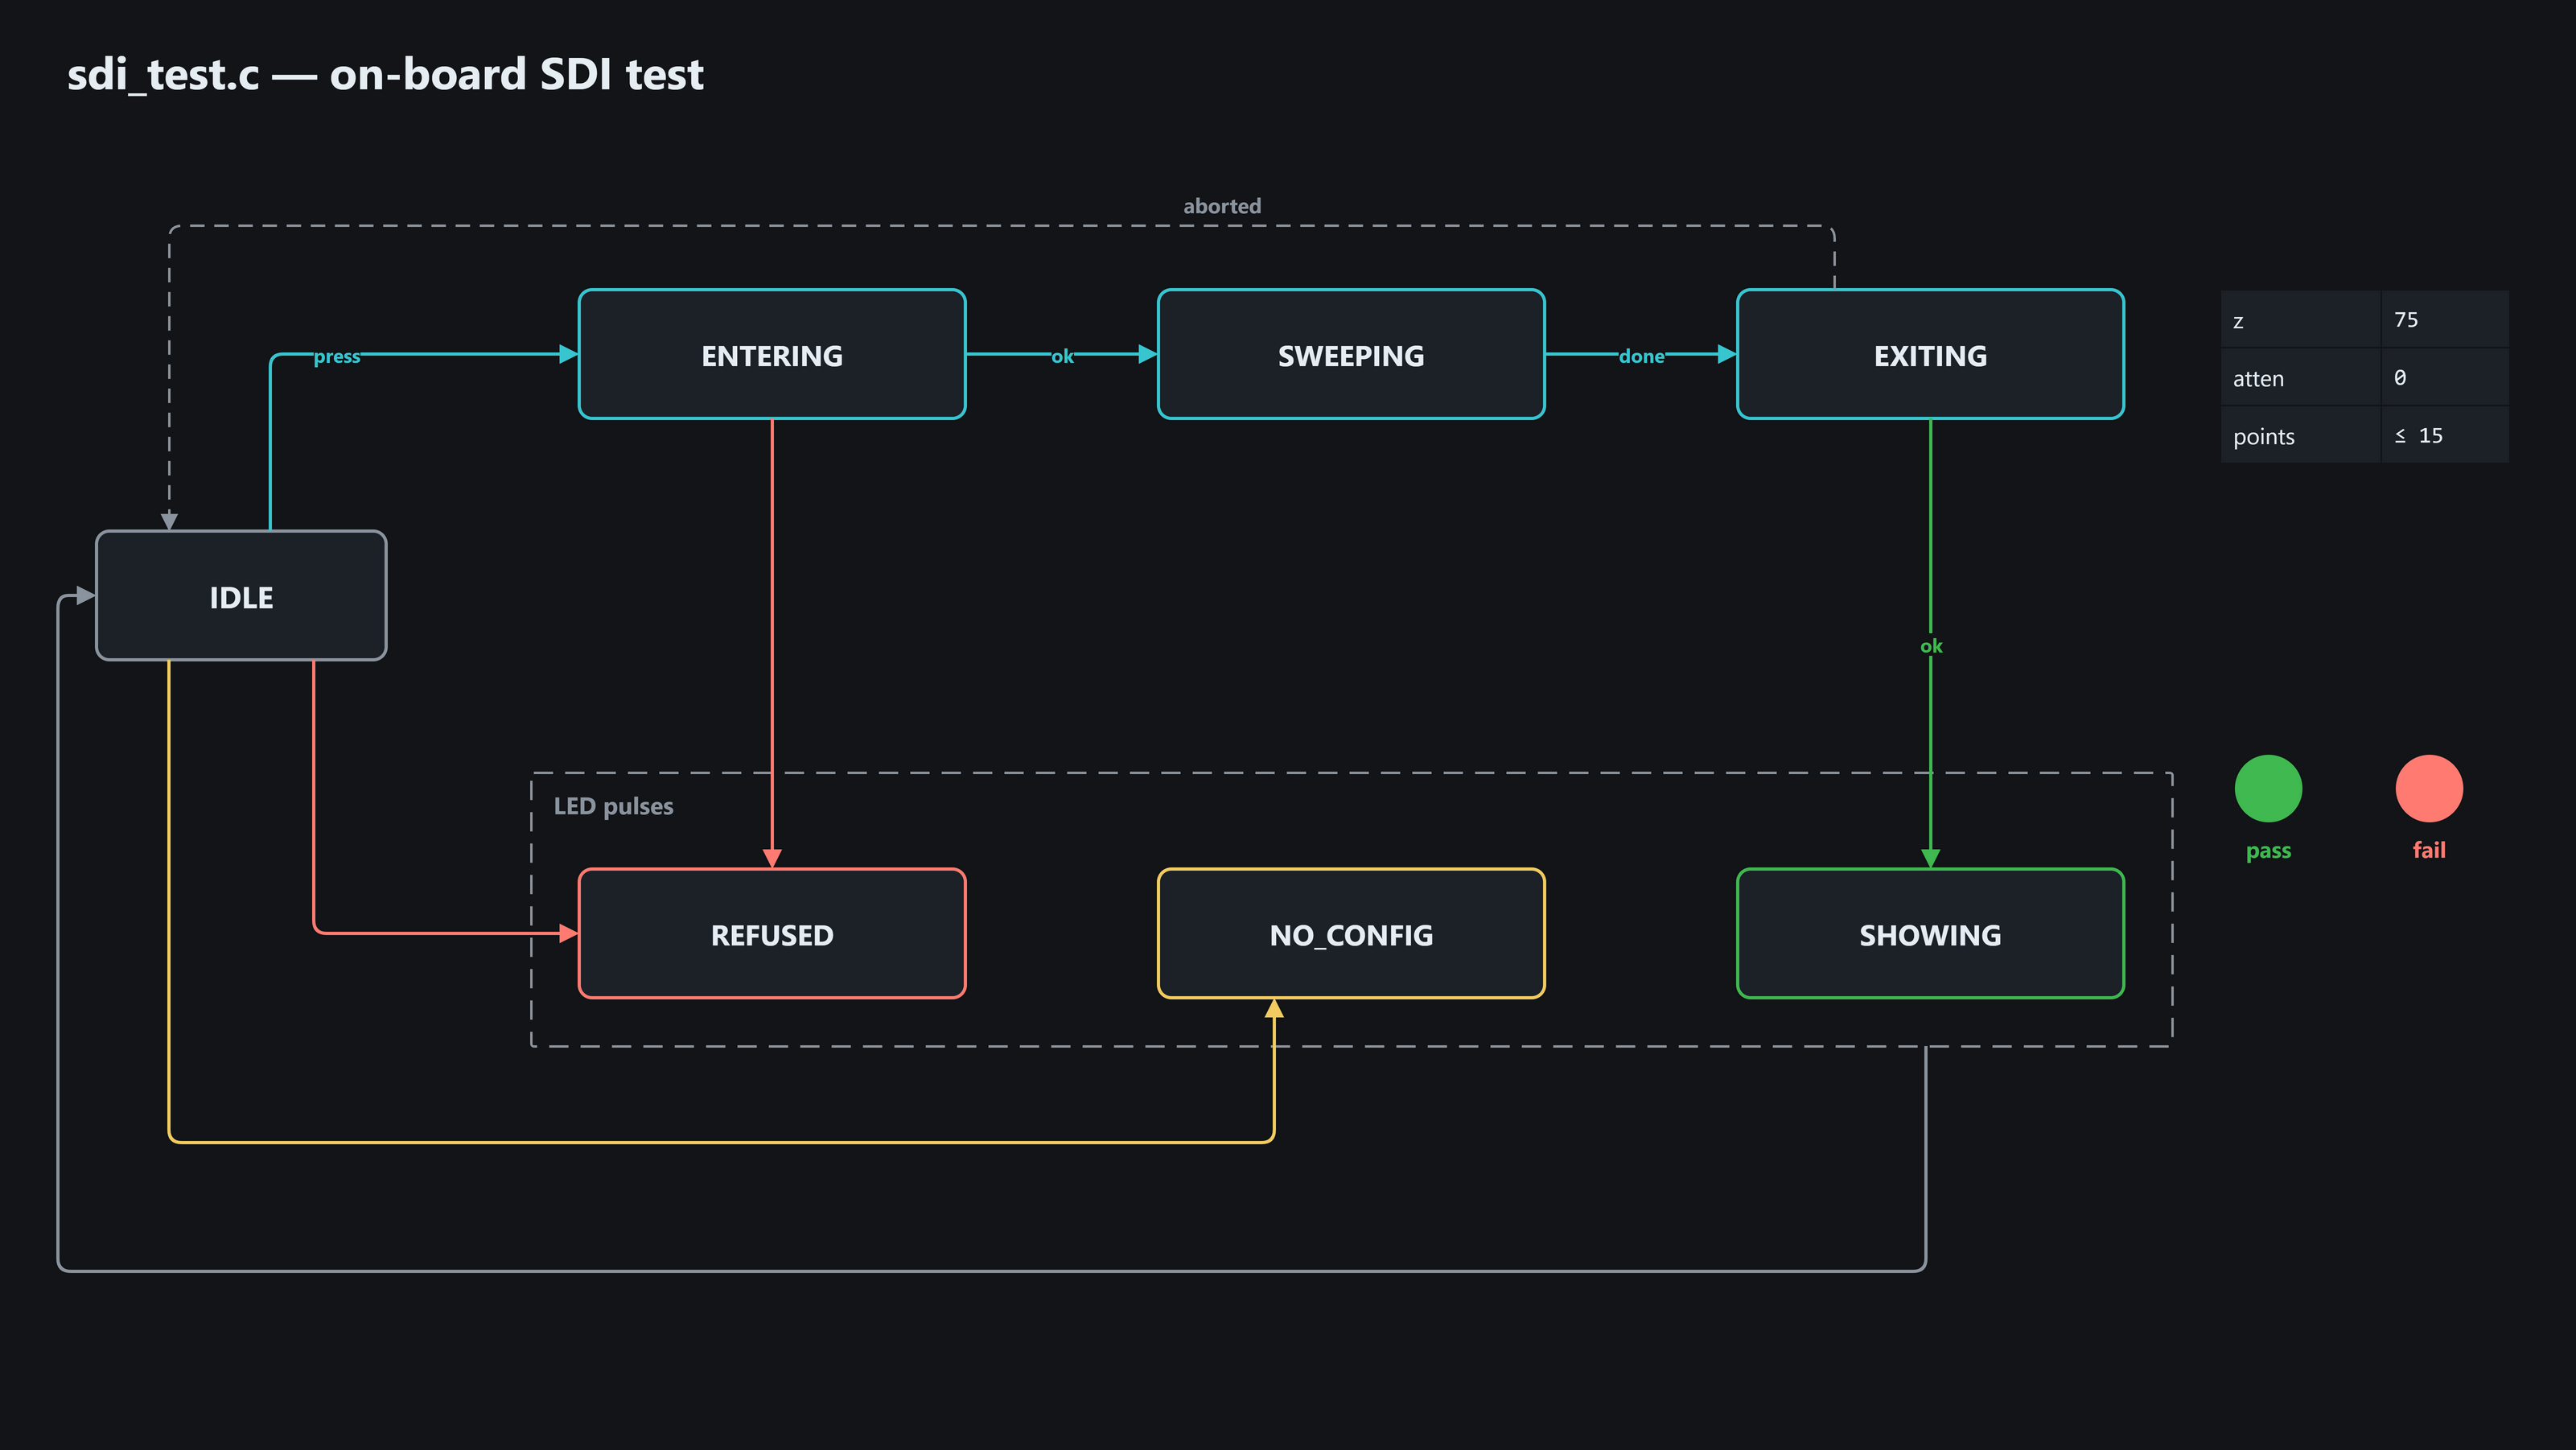 sdi_test.c — on-board SDI test
aborted
press
ENTERING
ok
SWEEPING
done
EXITING
z 75
atten 0
points ≤ 15
IDLE
ok
LED pulses
REFUSED
NO_CONFIG
SHOWING
pass
fail